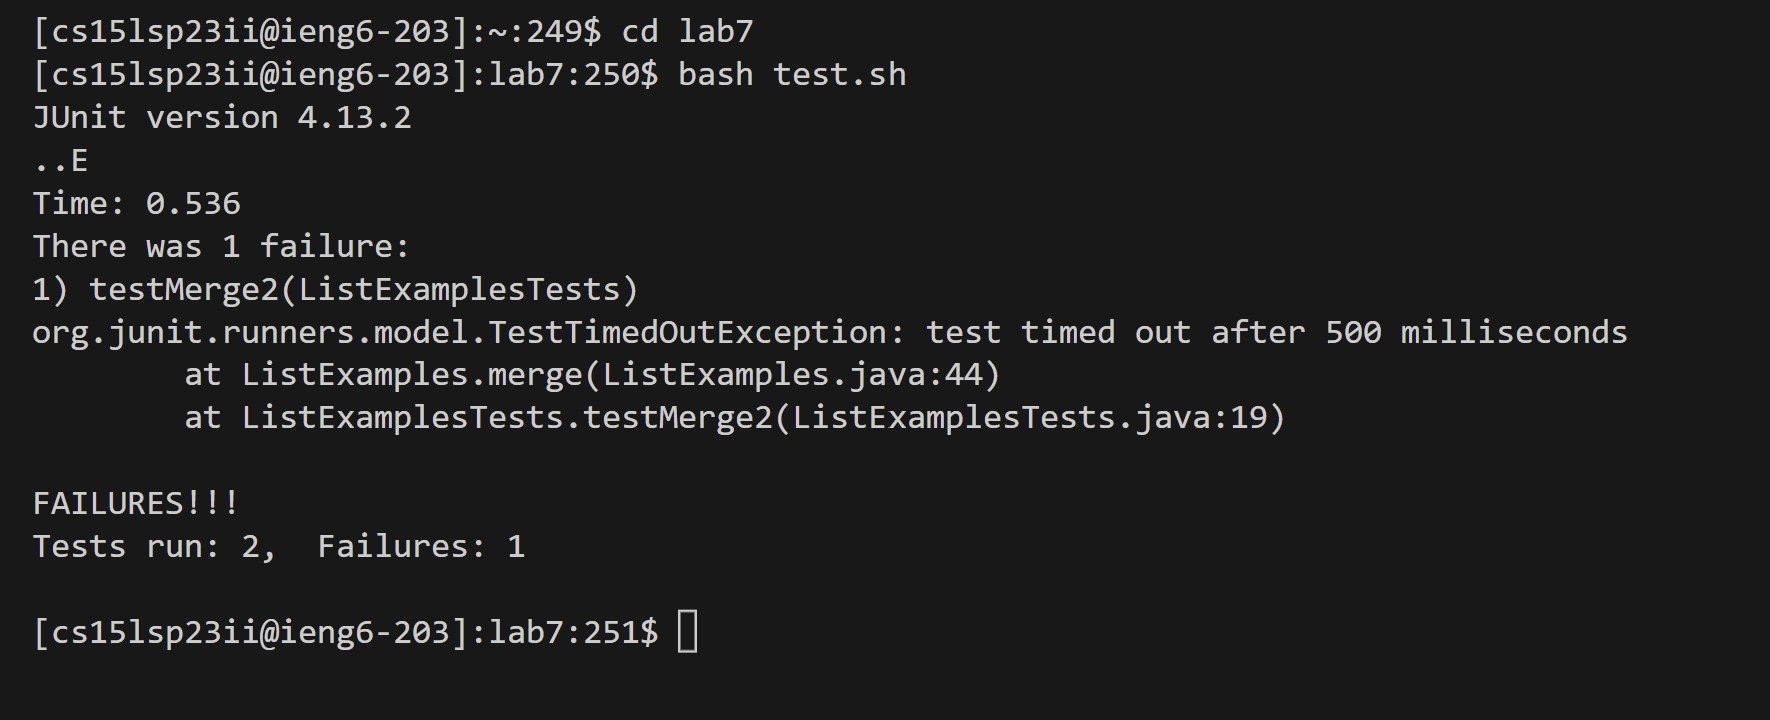 [cs15lsp23ii@ieng6-203]:~:249$ cd lab7
[cs15lsp23ii@ieng6-203]:lab7:250$ bash test.sh
JUnit version 4.13.2
..E
Time: 0.536
There was 1 failure:
1) testMerge2(ListExamplesTests)
org.junit.runners.model.TestTimedOutException: test timed out after 500 milliseconds
        at ListExamples.merge(ListExamples.java:44)
        at ListExamplesTests.testMerge2(ListExamplesTests.java:19)

FAILURES!!!
Tests run: 2,  Failures: 1

[cs15lsp23ii@ieng6-203]:lab7:251$